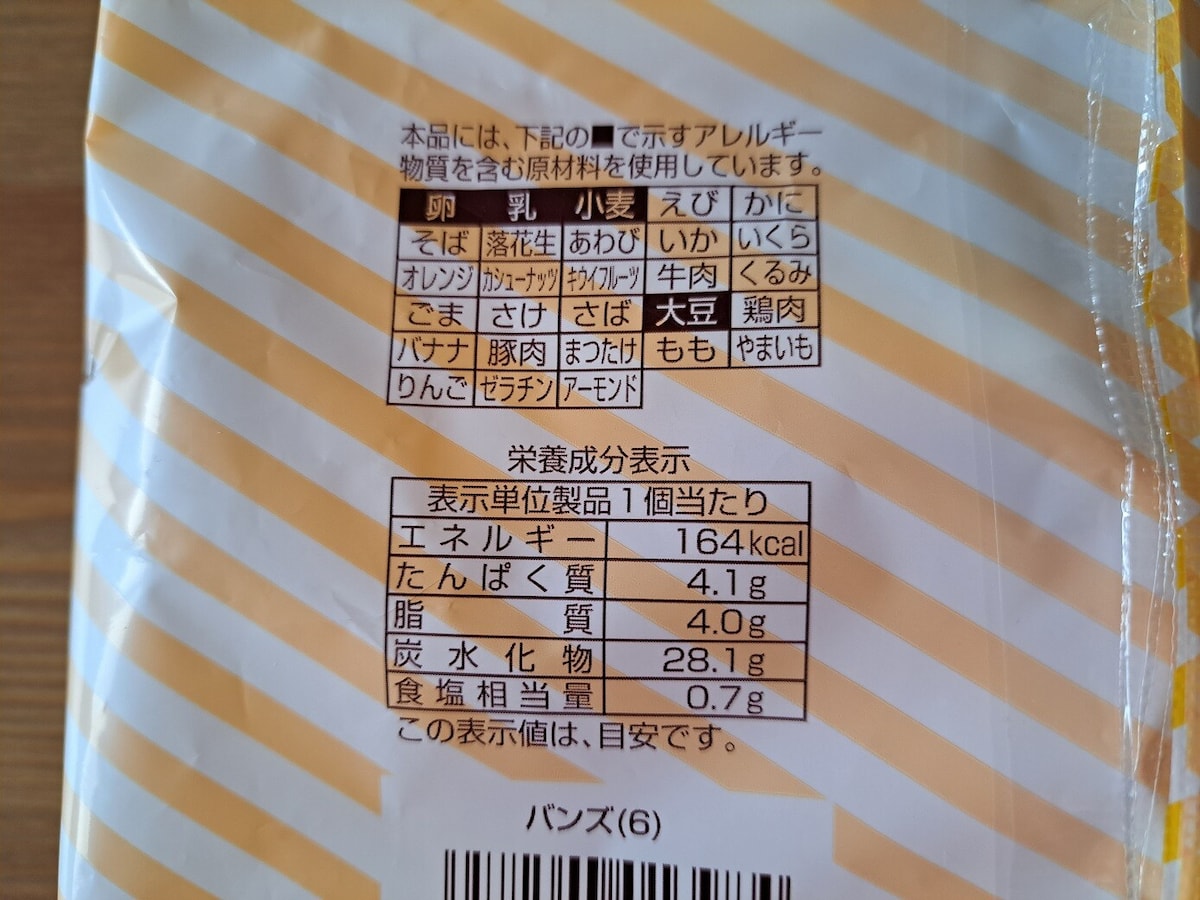 本品には、下記の■で示すアレルギー
物質を含む原材料を使用しています。
卵 乳 小麦 えび かに
そば 落花生 あわび いか いくら
オレンジ カシューナッツ キウイフルーツ 牛肉 くるみ
ごま さけ さば 大豆 鶏肉
バナナ 豚肉 まつたけ もも やまいも
りんご ゼラチン アーモンド
栄養成分表示
表示単位製品1個当たり
エネルギー 164kcal
たんぱく質 4.1g
脂質 4.0g
炭水化物 28.1g
食塩相当量 0.7g
この表示値は、目安です。
バンズ(6)